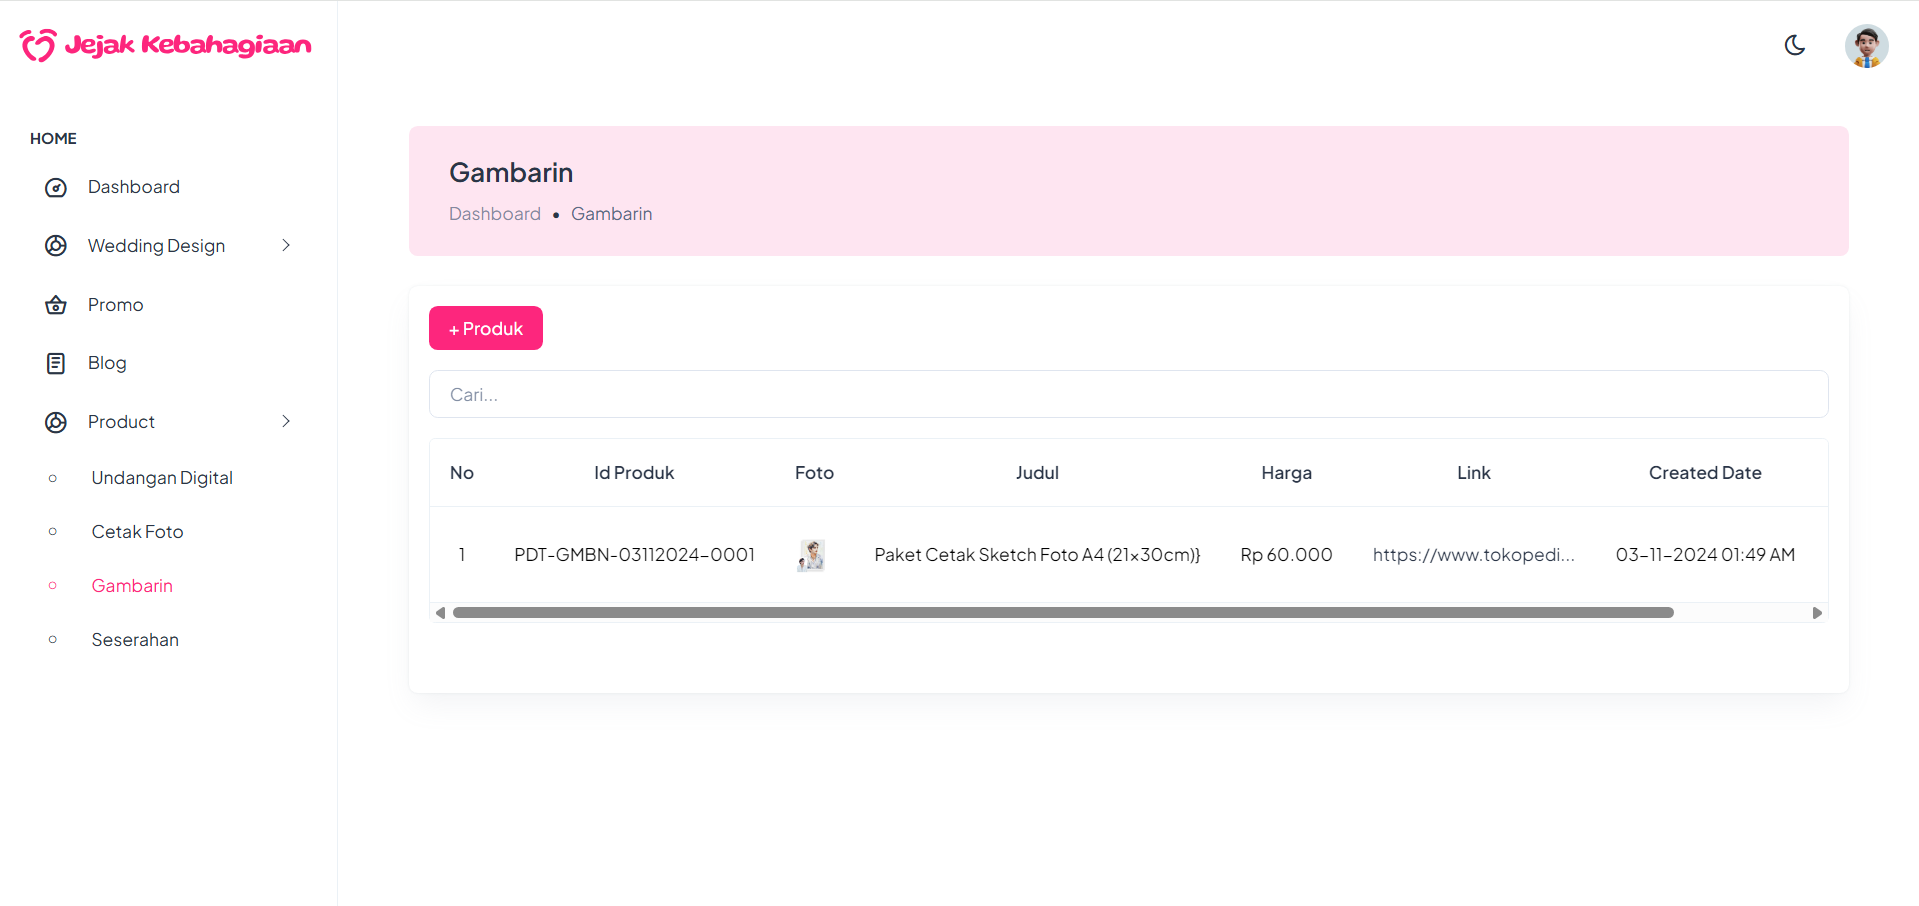 Jejak Kebahagiaan
HOME
Dashboard
Wedding Design
Promo
Blog
Product
Undangan Digital
Cetak Foto
Gambarin
Seserahan
Gambarin
Dashboard • Gambarin
+ Produk
Cari...
No Id Produk Foto Judul Harga Link Created Date
1 PDT-GMBN-03112024-0001 Paket Cetak Sketch Foto A4 (21x30cm)} Rp 60.000 https://www.tokopedi... 03-11-2024 01:49 AM